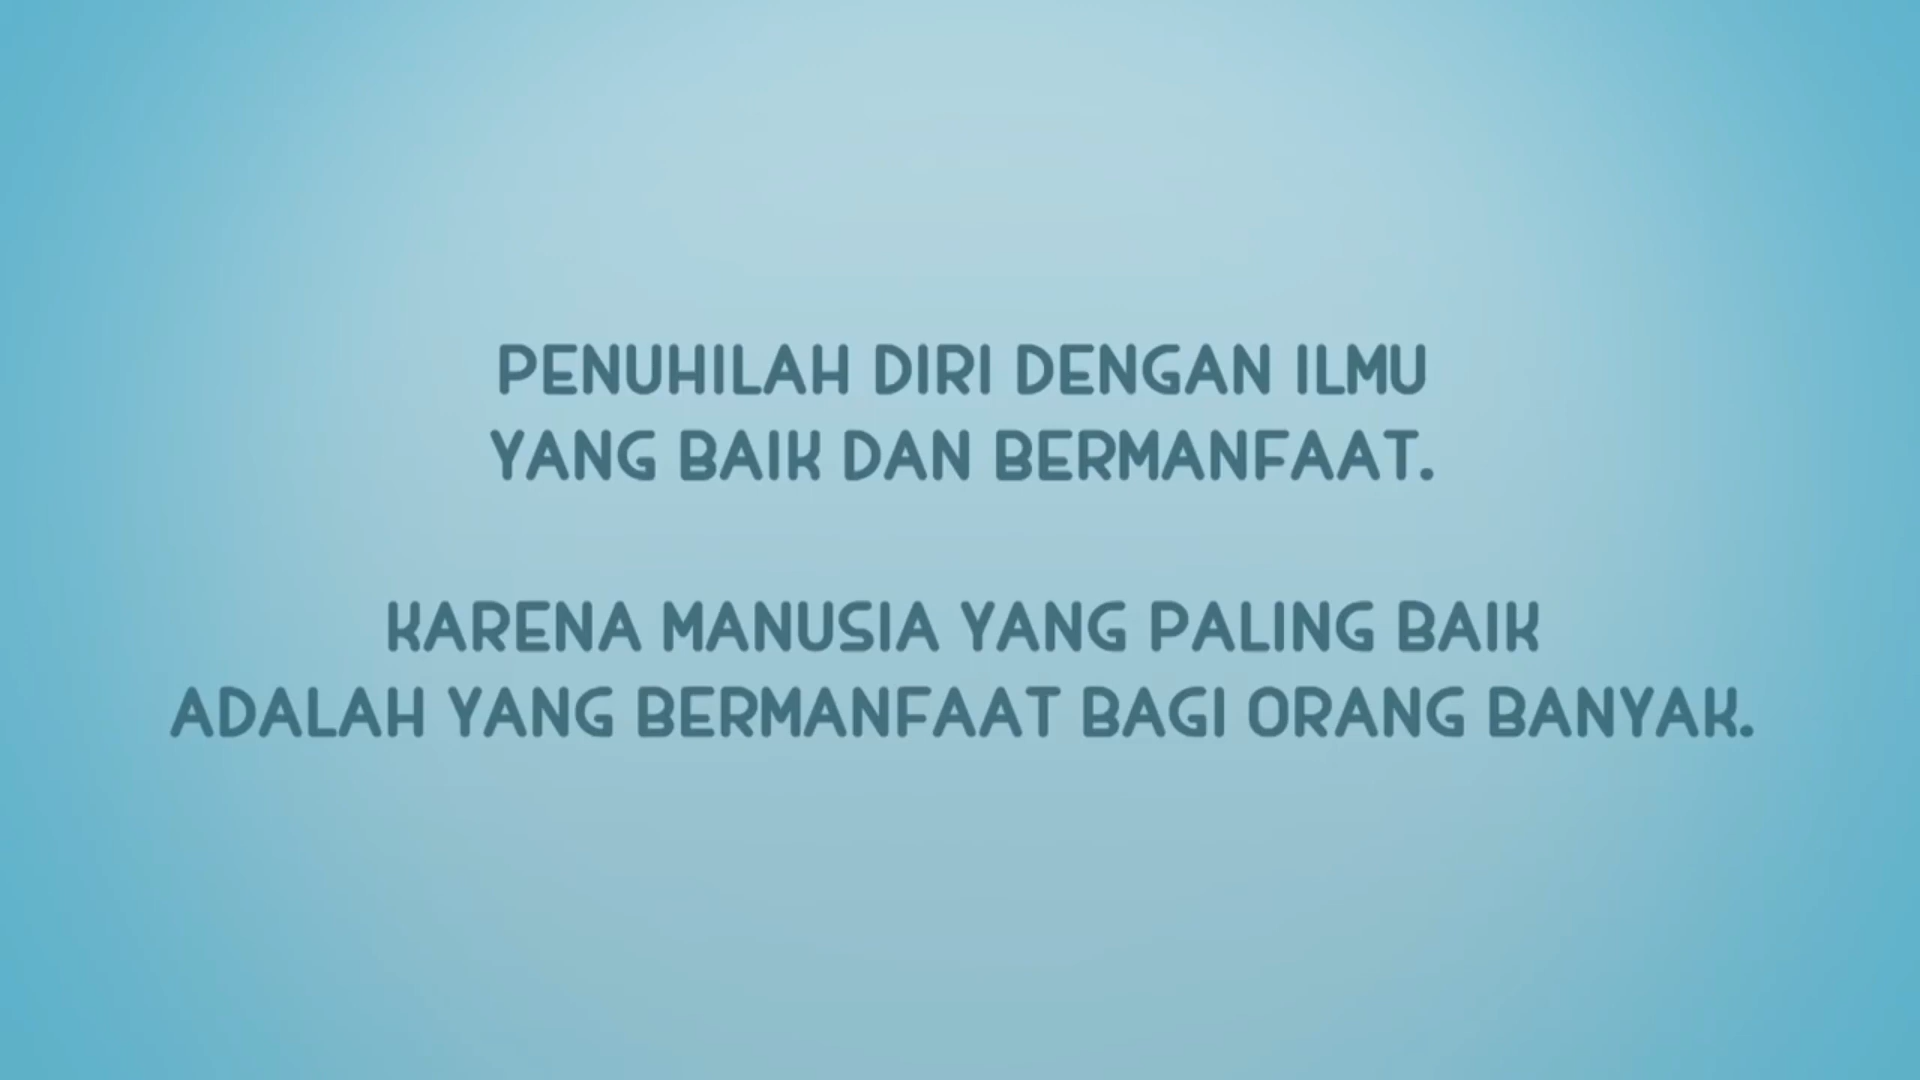 PENUHILAH DIRI DENGAN ILMU
YANG BAIK DAN BERMANFAAT.
KARENA MANUSIA YANG PALING BAIK
ADALAH YANG BERMANFAAT BAGI ORANG BANYAK.